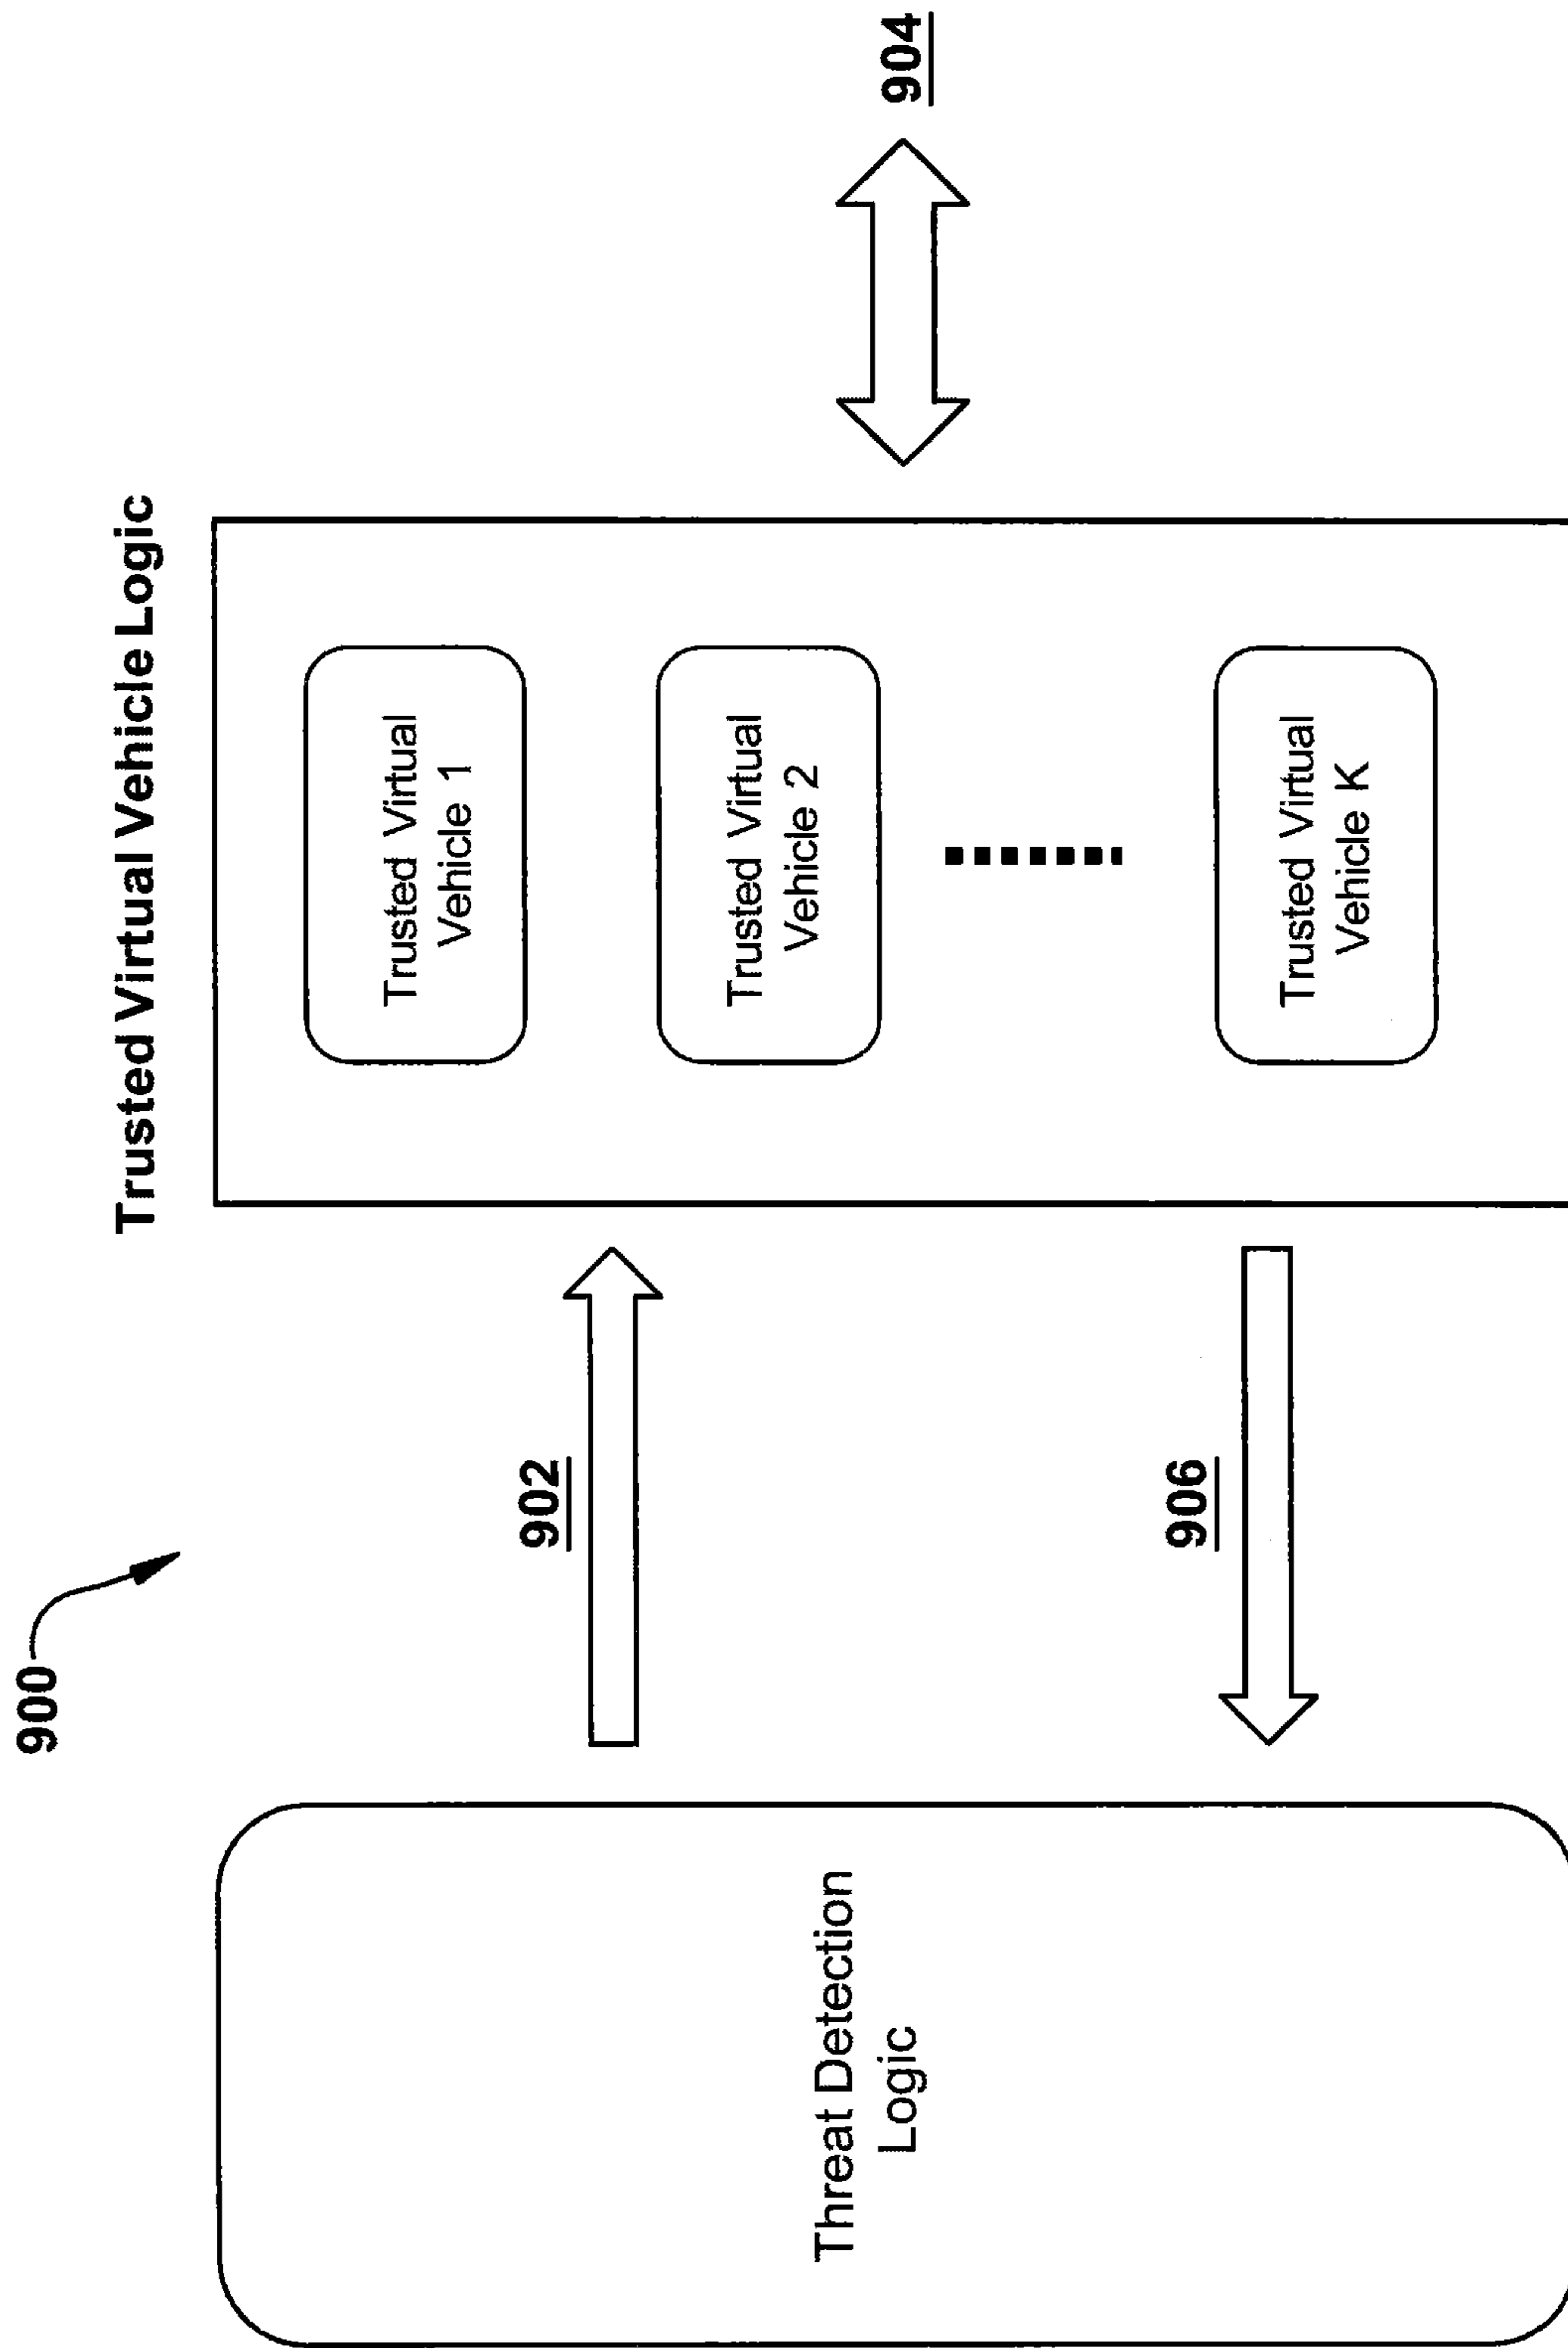 900
Trusted Virtual Vehicle Logic
Threat Detection
Logic
902
906
Trusted Virtual
Vehicle 1
Trusted Virtual
Vehicle 2
Trusted Virtual
Vehicle K
904